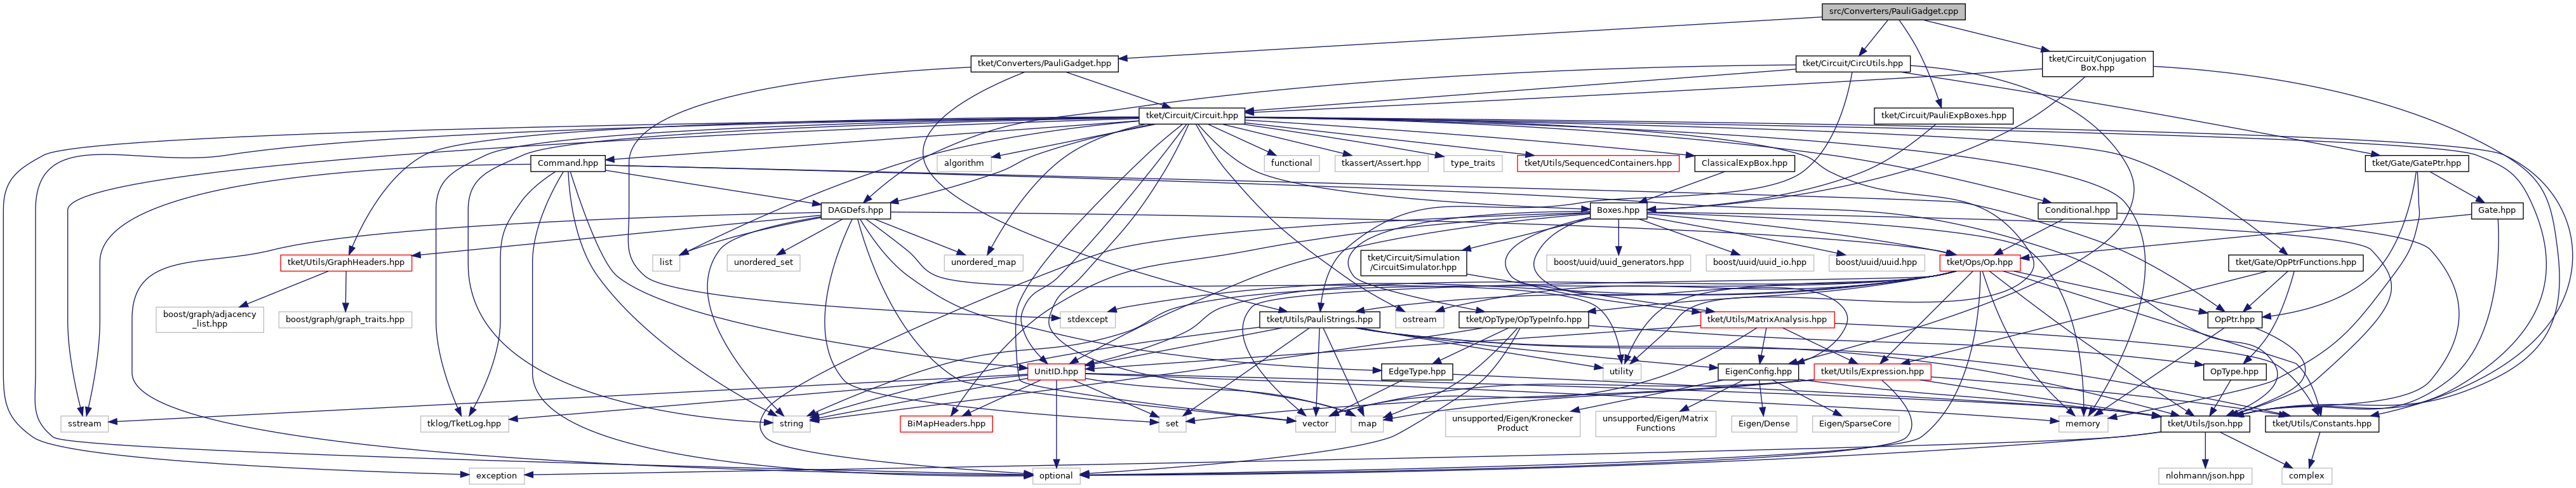 src/Converters/PauliGadget.cpp
tket/Converters/PauliGadget.hpp
tket/Circuit/CircUtils.hpp
tket/Circuit/Conjugation
Box.hpp
tket/Circuit/Circuit.hpp
tket/Circuit/PauliExpBoxes.hpp
Command.hpp
algorithm
functional
tkassert/Assert.hpp
type_traits
tket/Utils/SequencedContainers.hpp
ClassicalExpBox.hpp
tket/Gate/GatePtr.hpp
DAGDefs.hpp
Boxes.hpp
Conditional.hpp
Gate.hpp
tket/Utils/GraphHeaders.hpp
list
unordered_set
unordered_map
tket/Circuit/Simulation
/CircuitSimulator.hpp
boost/uuid/uuid_generators.hpp
boost/uuid/uuid_io.hpp
boost/uuid/uuid.hpp
tket/Ops/Op.hpp
tket/Gate/OpPtrFunctions.hpp
boost/graph/adjacency
_list.hpp
boost/graph/graph_traits.hpp
stdexcept
tket/Utils/PauliStrings.hpp
ostream
tket/OpType/OpTypeInfo.hpp
tket/Utils/MatrixAnalysis.hpp
OpPtr.hpp
UnitID.hpp
EdgeType.hpp
utility
EigenConfig.hpp
tket/Utils/Expression.hpp
OpType.hpp
sstream
tklog/TketLog.hpp
string
BiMapHeaders.hpp
set
vector
map
unsupported/Eigen/Kronecker
Product
unsupported/Eigen/Matrix
Functions
Eigen/Dense
Eigen/SparseCore
memory
tket/Utils/Json.hpp
tket/Utils/Constants.hpp
exception
optional
nlohmann/json.hpp
complex